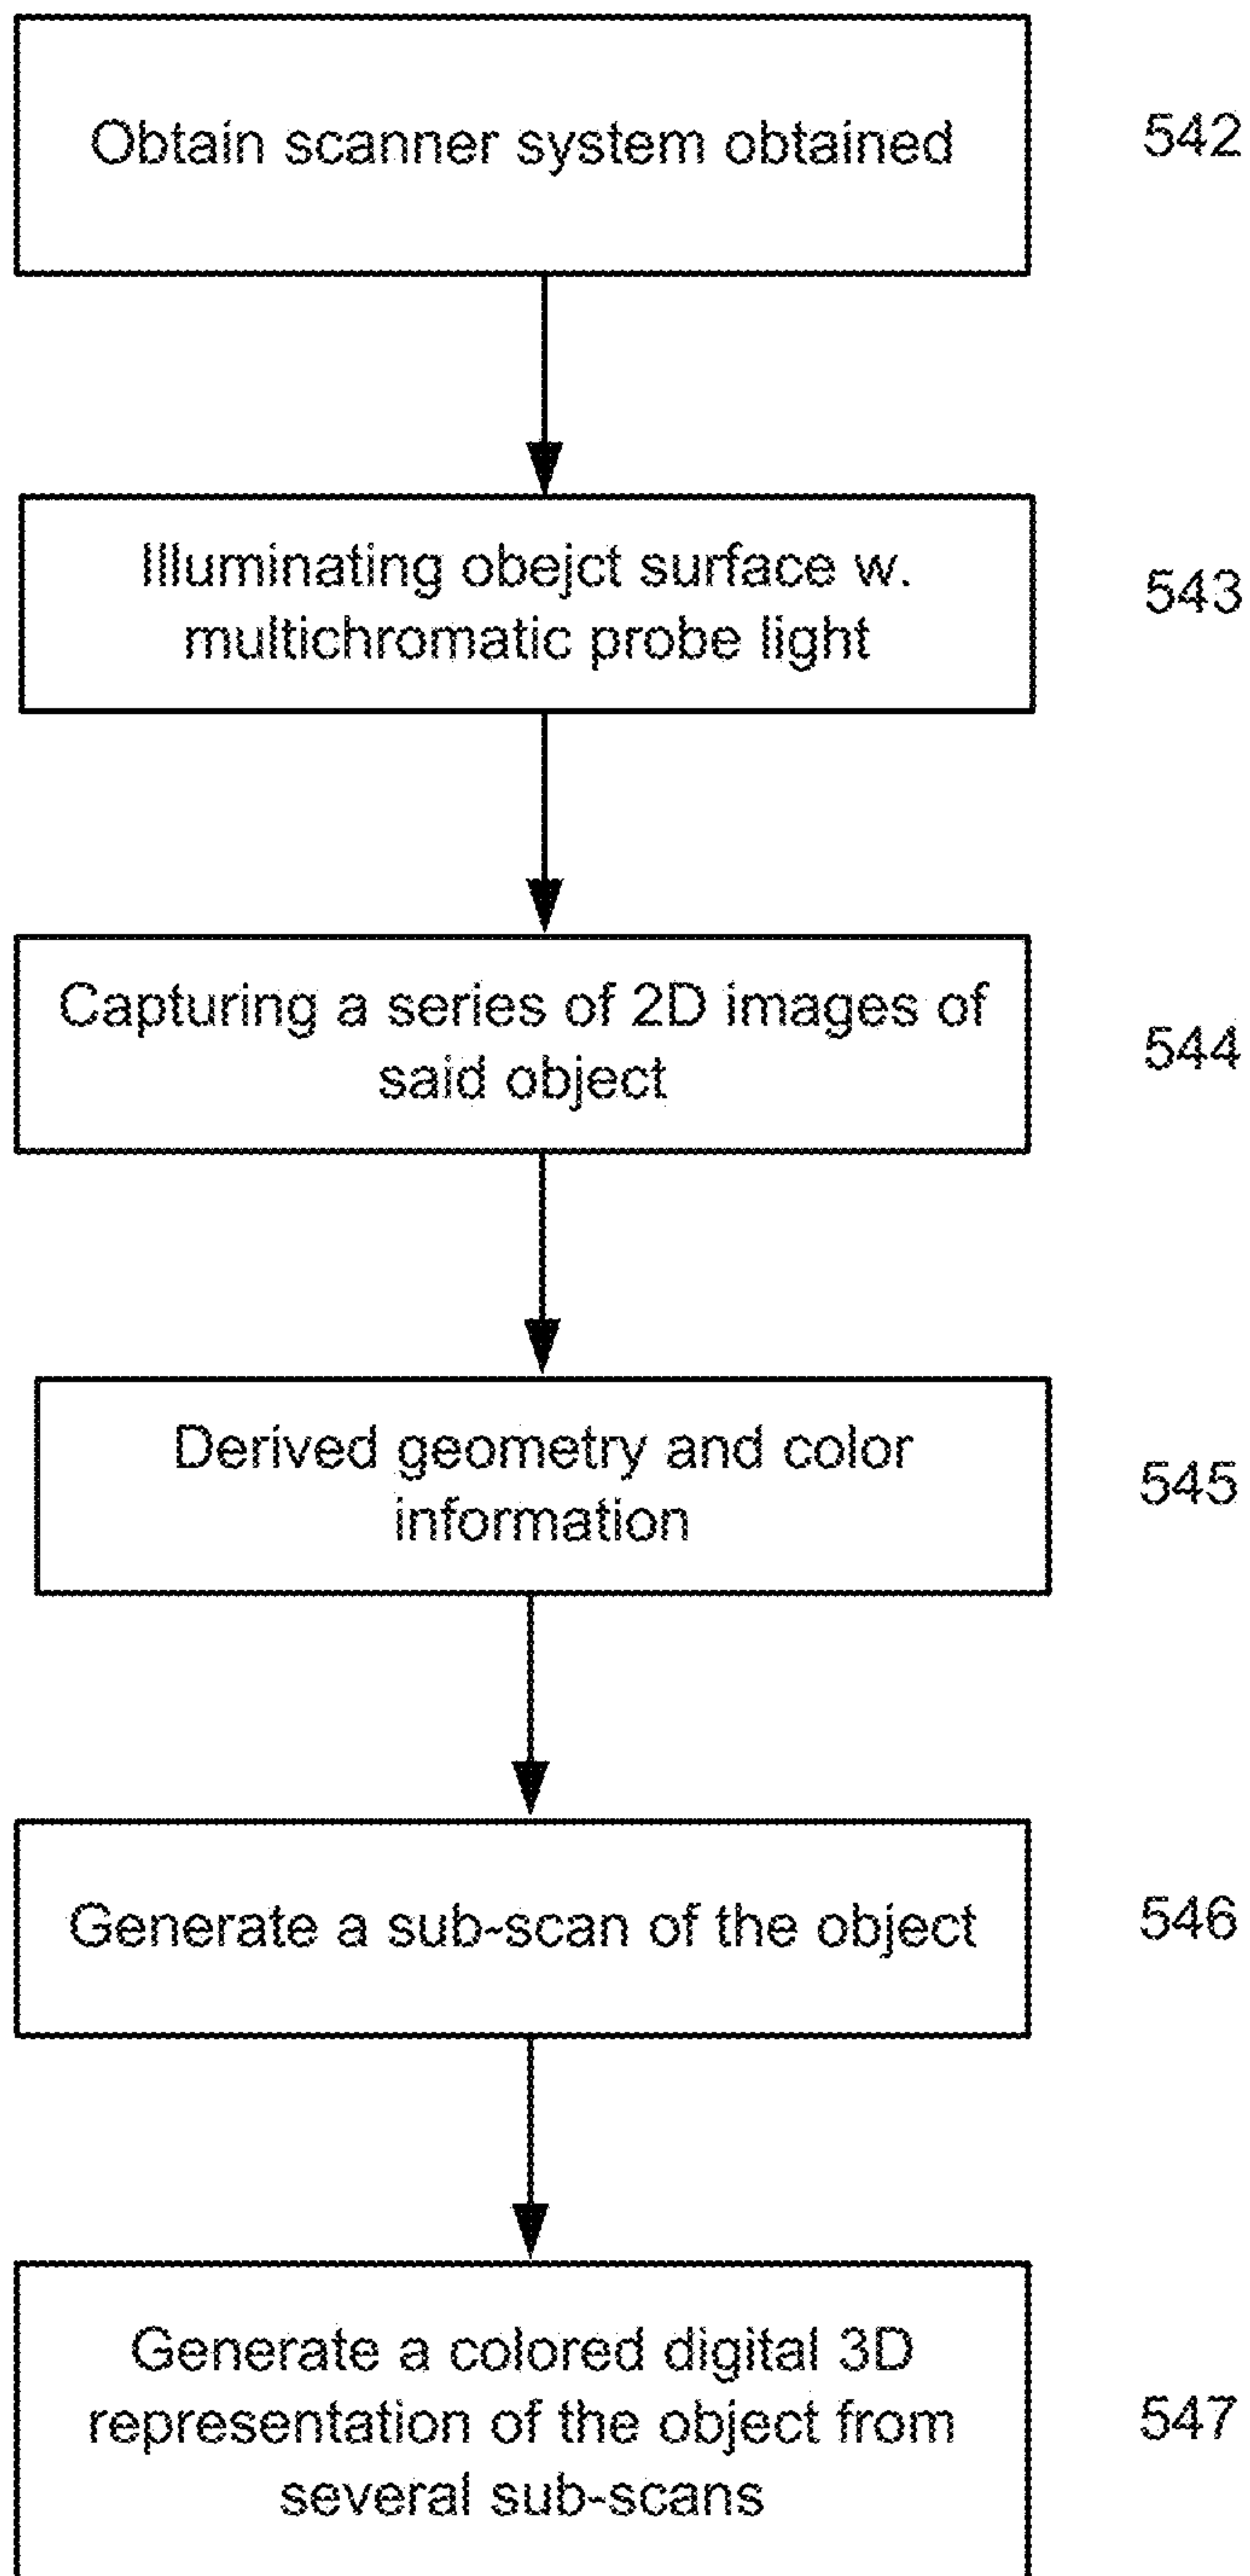 Obtain scanner system obtained
542
Illuminating obejct surface w.
multichromatic probe light
543
Capturing a series of 2D images of
said object
544
Derived geometry and color
information
545
Generate a sub-scan of the object
546
Generate a colored digital 3D
representation of the object from
several sub-scans
547